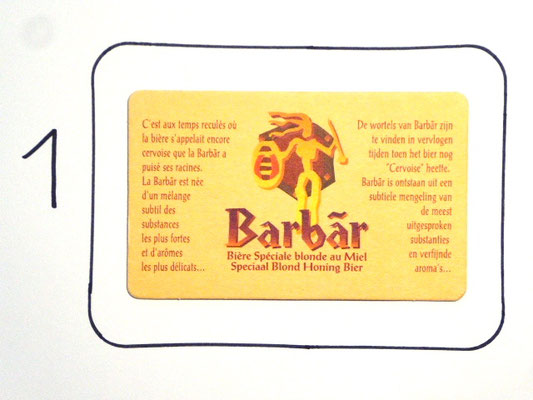 1
C'est aux temps reculés où
la bière s'appelait encore
cervoise que la Barbãr a
puisé ses racines.
La Barbãr est née
d'un mélange
subtil des
substances
les plus fortes
et d'arômes
les plus délicats...
Barbãr
Bière Spéciale blonde au Miel
Speciaal Blond Honing Bier
De wortels van Barbãr zijn
te vinden in vervlogen
tijden toen het bier nog
"Cervoise" heette.
Barbãr is ontstaan uit een
subtiele mengeling van
de meest
uitgesproken
substanties
en verfijnde
aroma's...